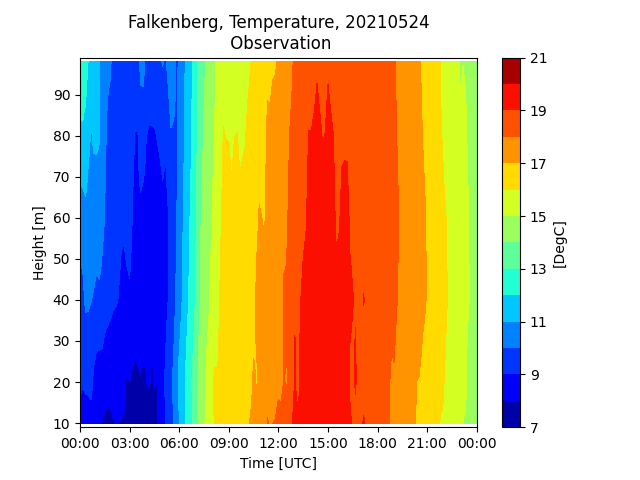 Falkenberg, Temperature, 20210524
Observation
Height [m]
90
80
70
60
50
40
30
20
10
00:00 03:00 06:00 09:00 12:00 15:00 18:00 21:00 00:00
Time [UTC]
21
19
17
15
13
11
9
7
[DegC]